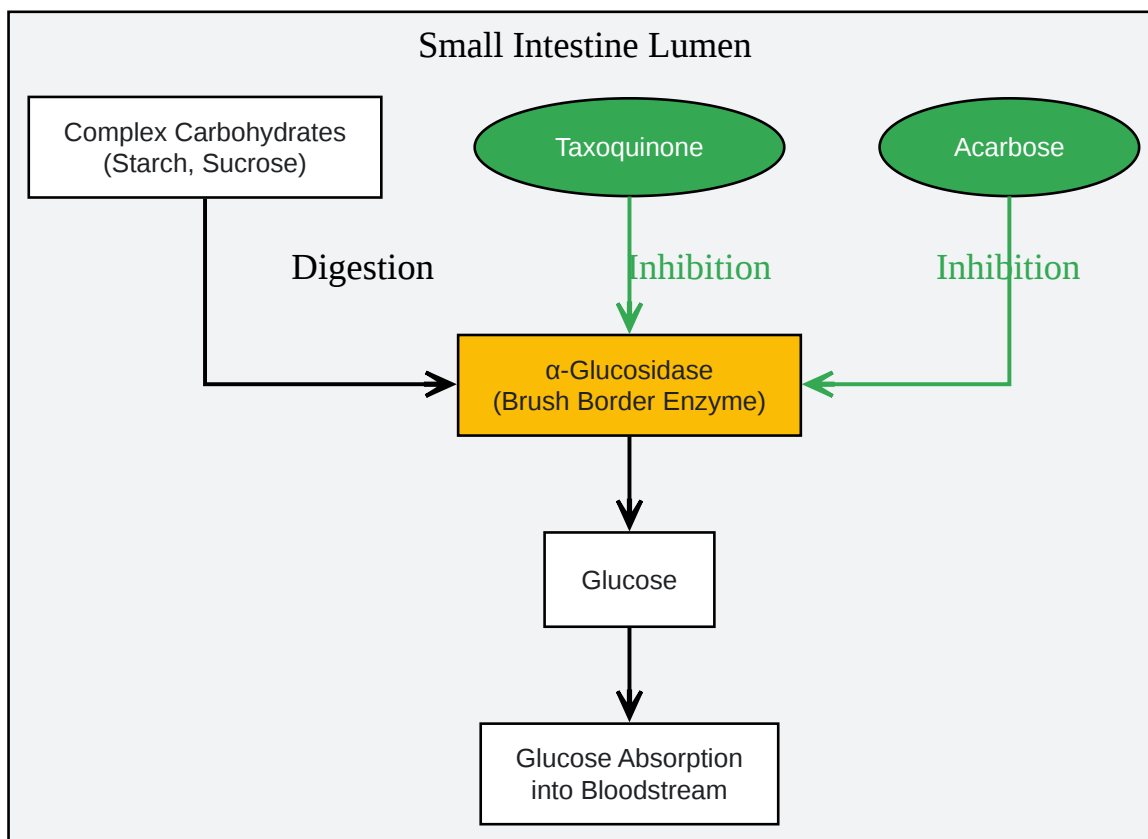 Small Intestine Lumen
Complex Carbohydrates
(Starch, Sucrose)
Taxoquinone
Acarbose
Digestion
Inhibition
Inhibition
α-Glucosidase
(Brush Border Enzyme)
Glucose
Glucose Absorption
into Bloodstream